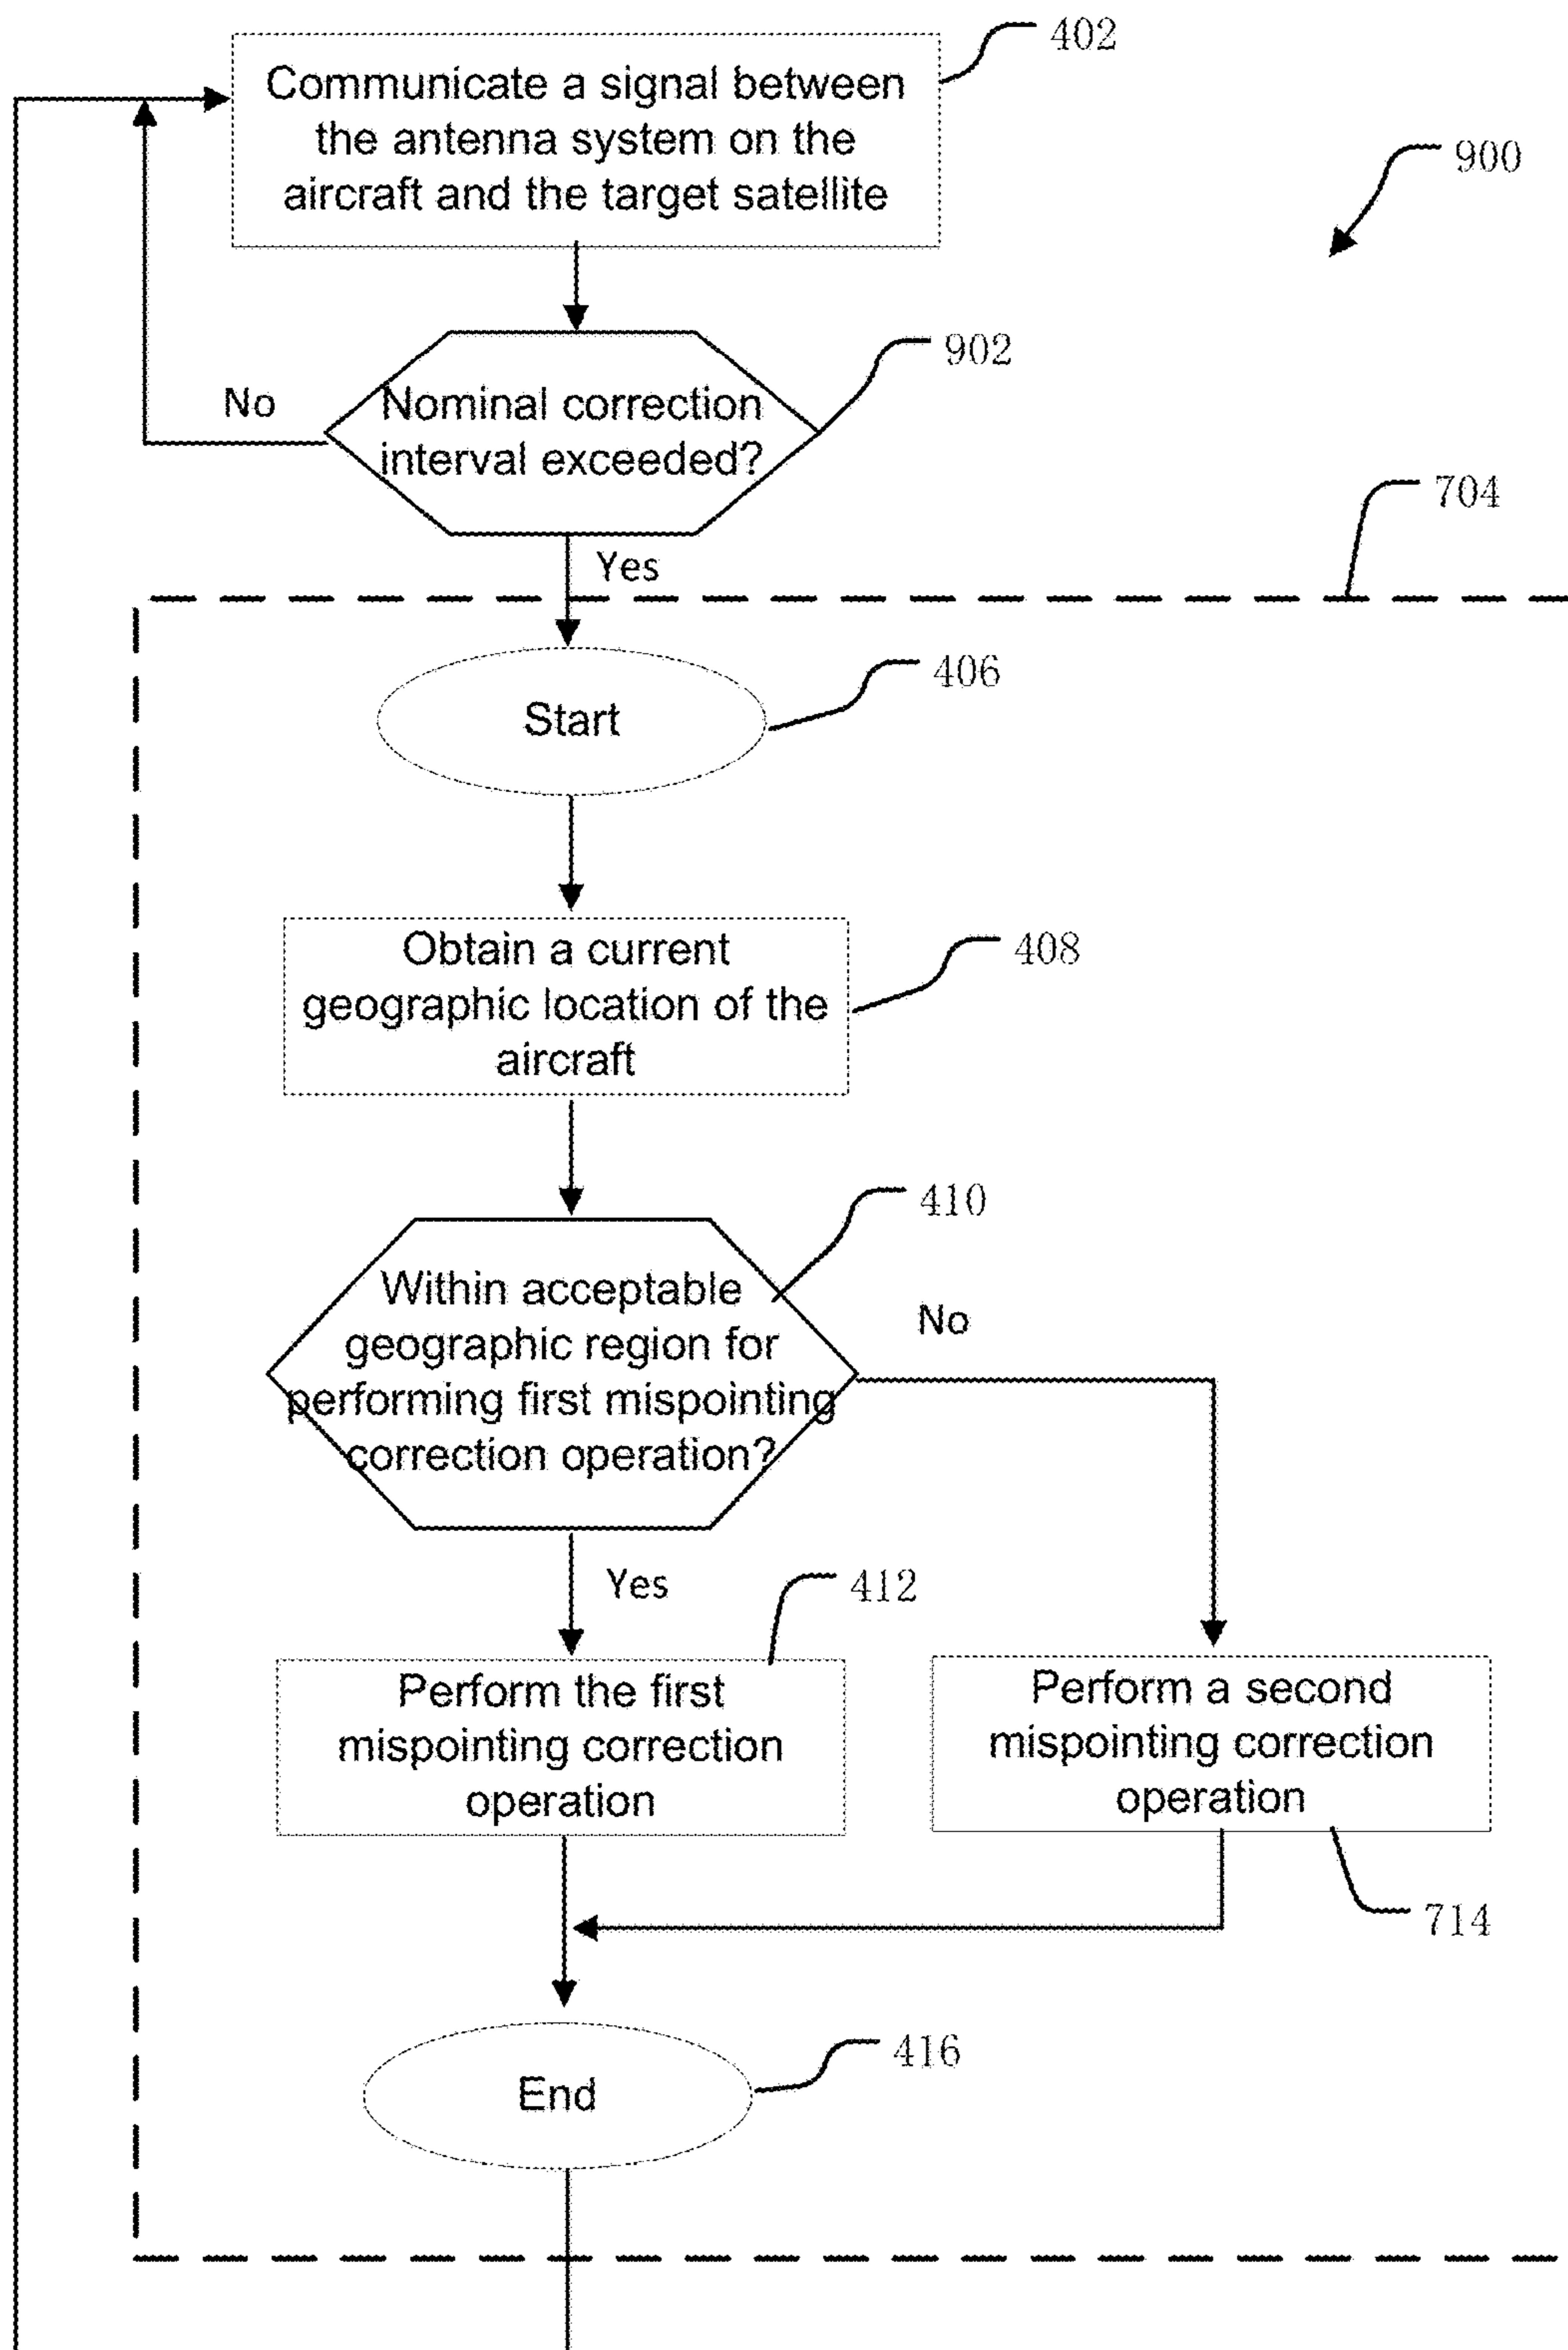 402
Communicate a signal between
the antenna system on the
aircraft and the target satellite
900
902
Nominal correction
interval exceeded?
No
704
Yes
406
Start
408
Obtain a current
geographic location of the
aircraft
410
Within acceptable
geographic region for
performing first mispointing
correction operation?
No
Yes
412
Perform the first
mispointing correction
operation
Perform a second
mispointing correction
operation
714
416
End